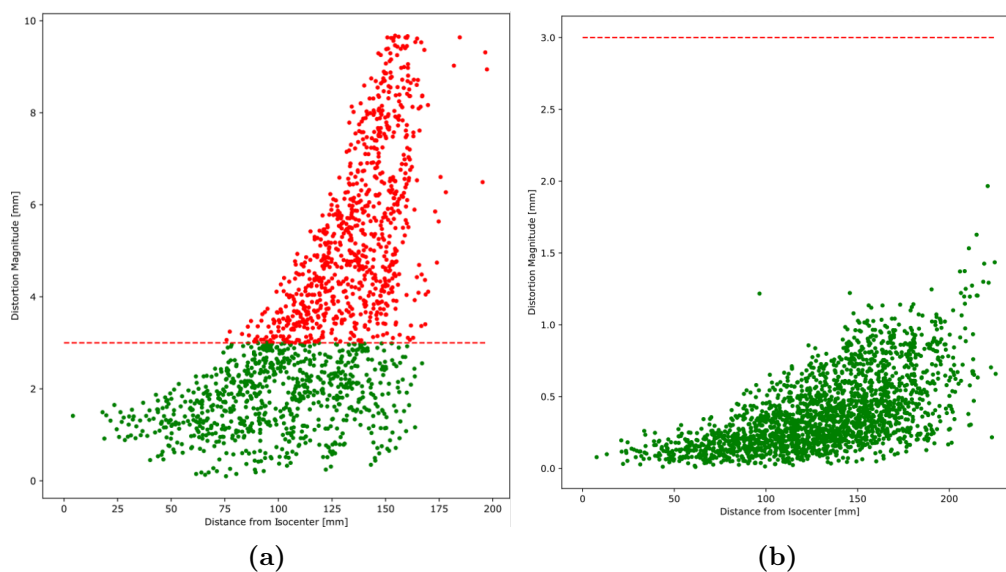 10
8
6
4
2
0
Distortion Magnitude [mm]
0 25 50 75 100 125 150 175 200
Distance from Isocenter [mm]
(a)
3.0
2.5
2.0
1.5
1.0
0.5
0.0
Distortion Magnitude [mm]
0 50 100 150 200
Distance from Isocenter [mm]
(b)